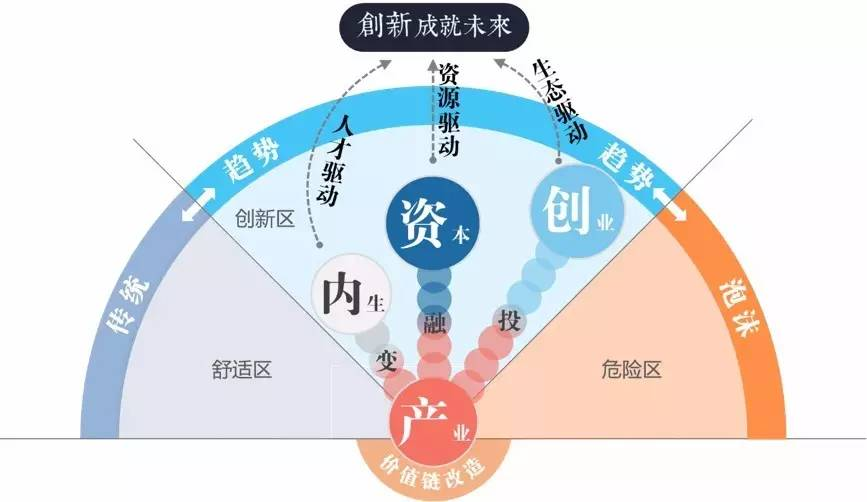 創新成就未來
人才驱动
资源驱动
生态驱动
趋势
趋势
创新区
资本
创业
内生
传统
泡沫
舒适区
危险区
变
融
投
产业
价值链改造